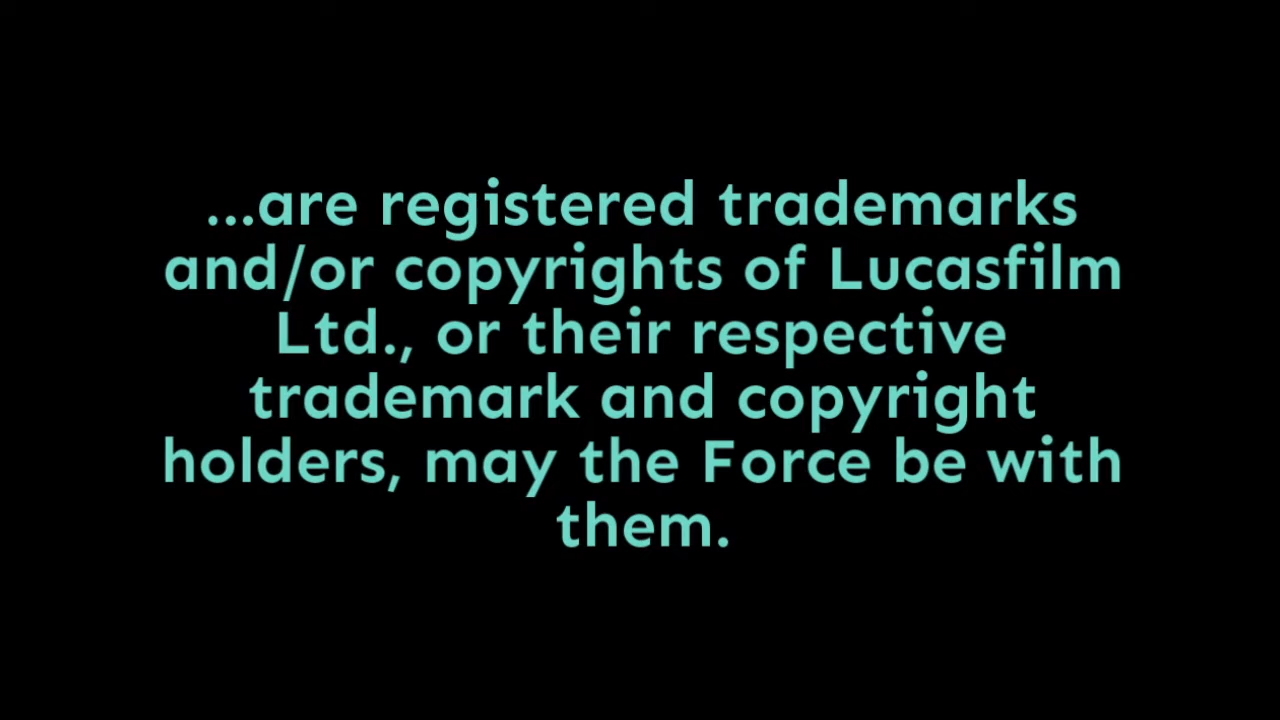 ...are registered trademarks
and/or copyrights of Lucasfilm
Ltd., or their respective
trademark and copyright
holders, may the Force be with
them.